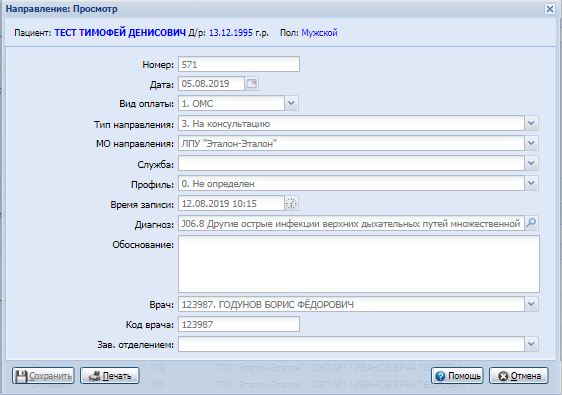 Направление: Просмотр
Пациент: ТЕСТ ТИМОФЕЙ ДЕНИСОВИЧ Д/р: 13.12.1995 г.р. Пол: Мужской
Номер: 571
Дата: 05.08.2019
Вид оплаты: 1. ОМС
Тип направления: 3. На консультацию
МО направления: ЛПУ "Эталон-Эталон"
Служба:
Профиль: 0. Не определен
Время записи: 12.08.2019 10:15
Диагноз: J06.8 Другие острые инфекции верхних дыхательных путей множественной
Обоснование:
Врач: 123987. ГОДУНОВ БОРИС ФЁДОРОВИЧ
Код врача: 123987
Зав. отделением:
Сохранить Печать Помощь Отмена